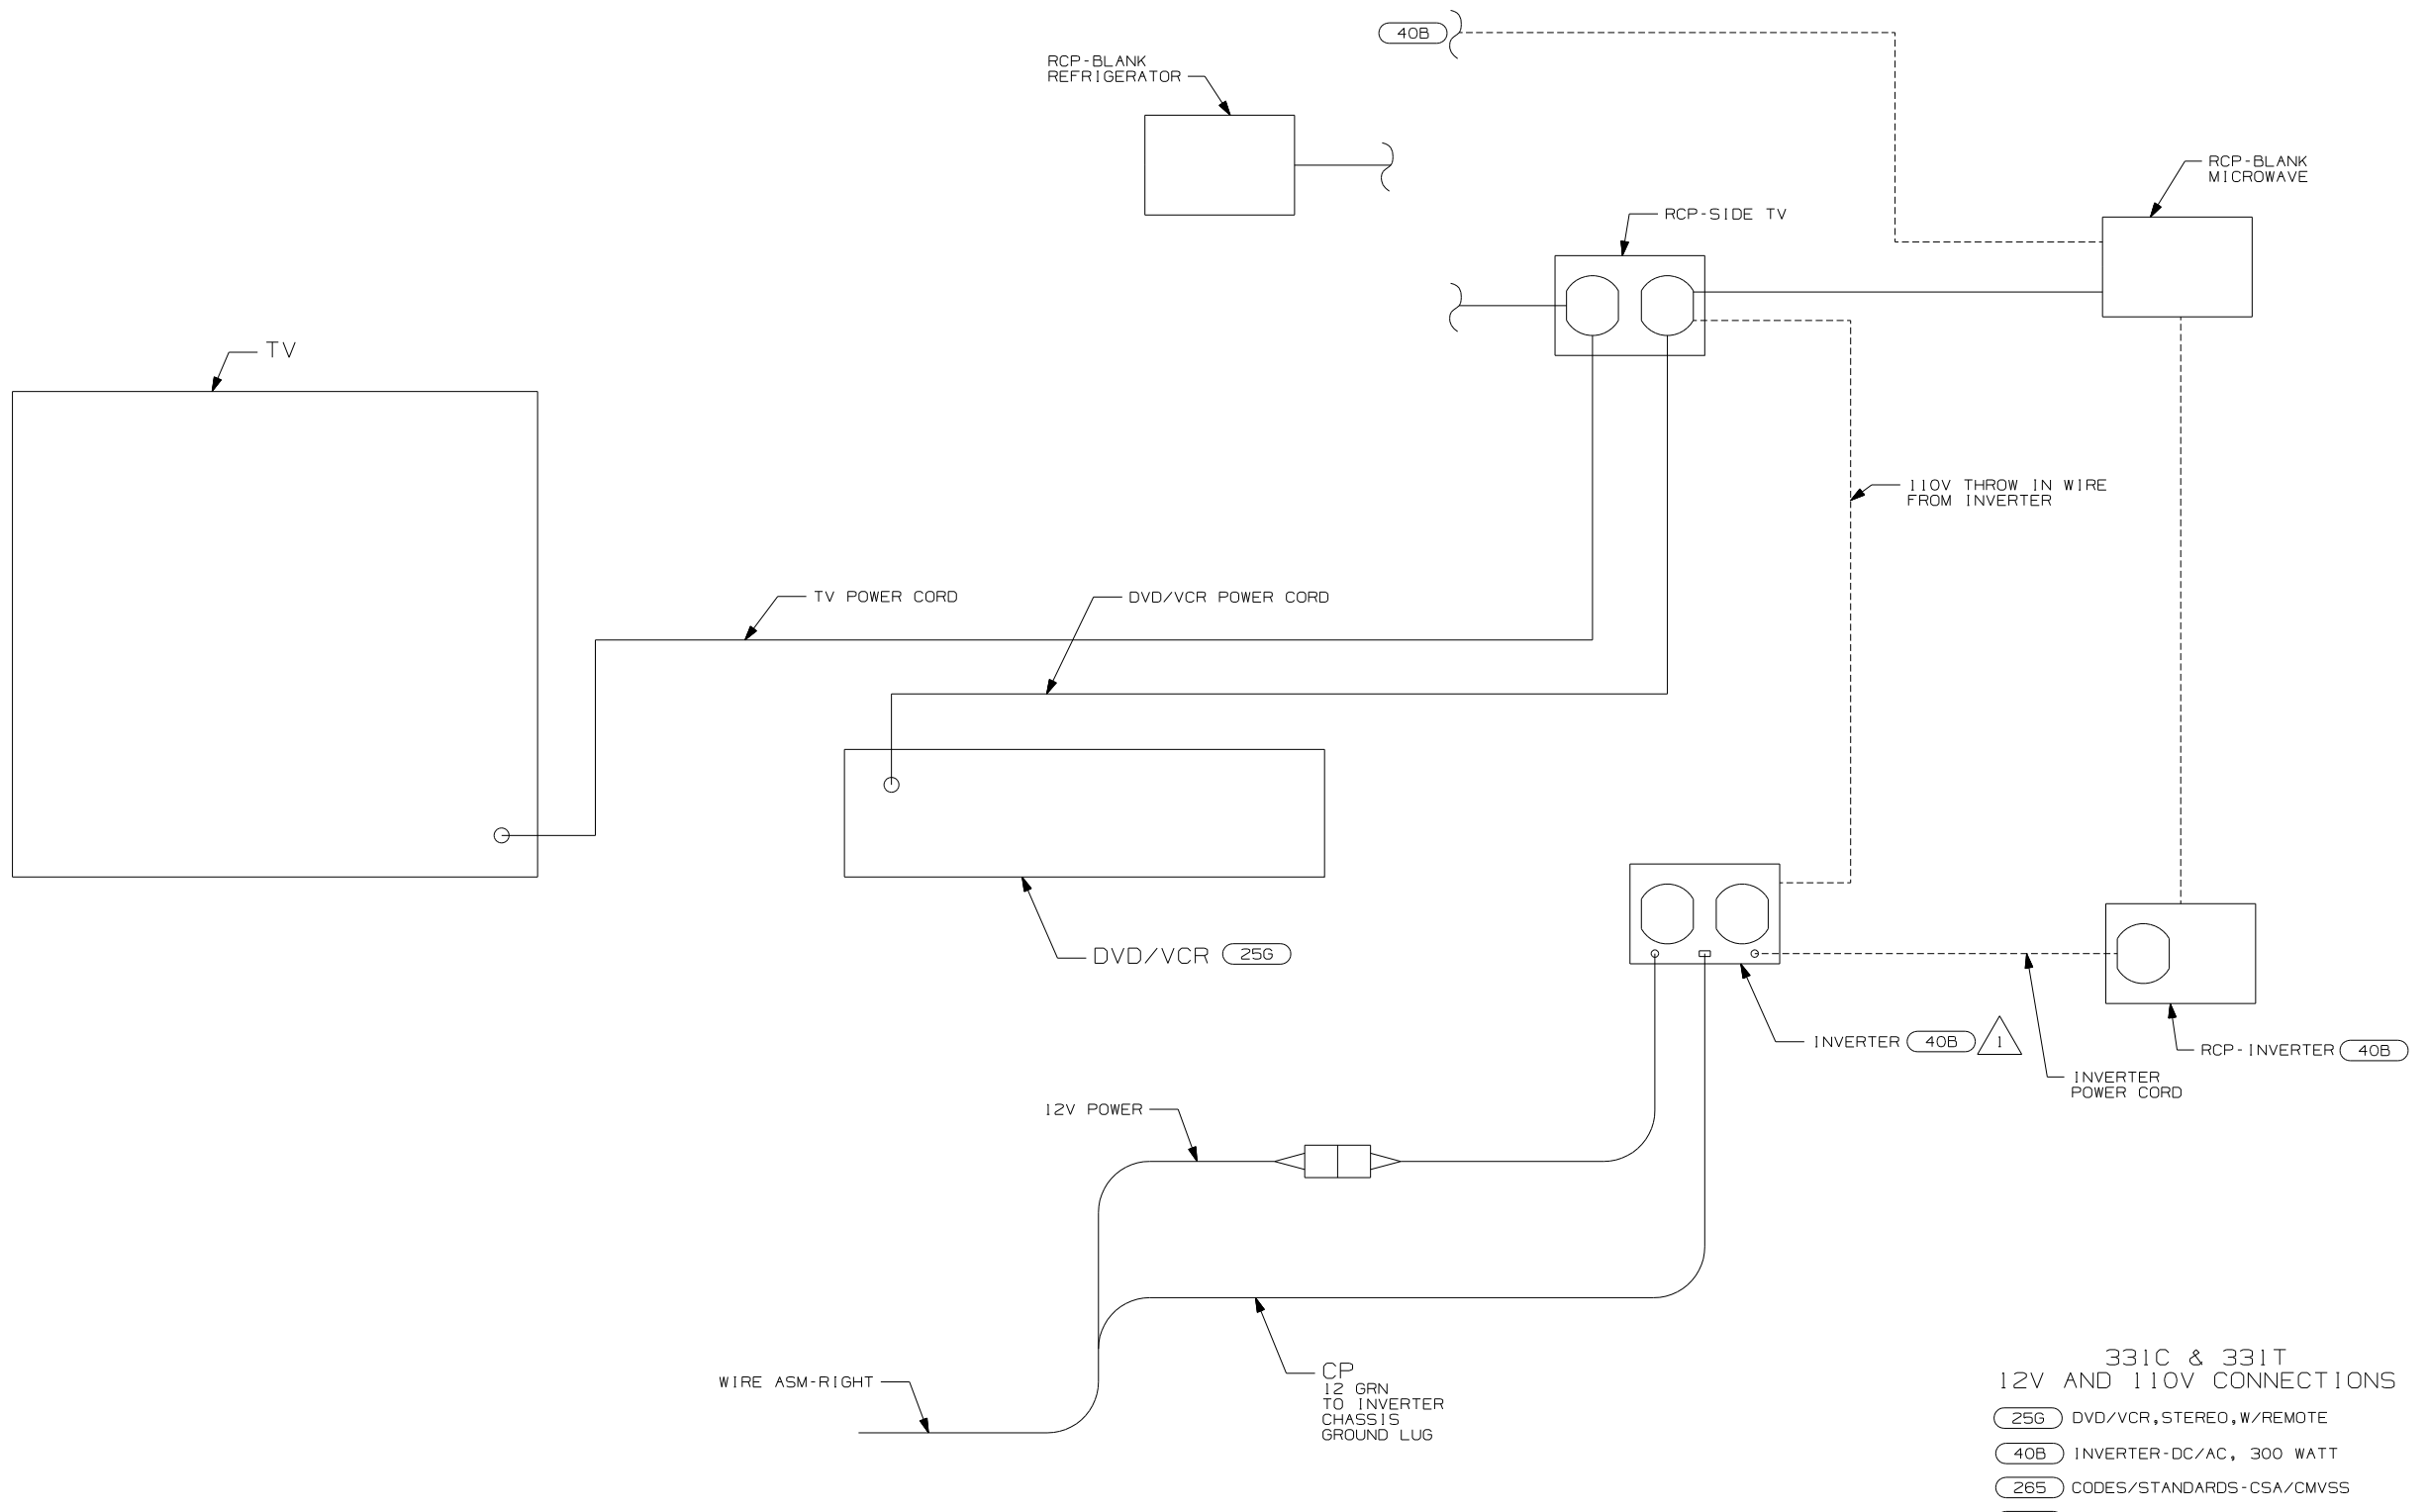 40B
RCP-BLANK
REFRIGERATOR
RCP-BLANK
MICROWAVE
RCP-SIDE TV
TV
110V THROW IN WIRE
FROM INVERTER
TV POWER CORD
DVD/VCR POWER CORD
DVD/VCR 25G
INVERTER 40B 1
RCP-INVERTER 40B
INVERTER
POWER CORD
12V POWER
WIRE ASM-RIGHT
CP
12 GRN
TO INVERTER
CHASSIS
GROUND LUG
331C & 331T
12V AND 110V CONNECTIONS
25G DVD/VCR,STEREO,W/REMOTE
40B INVERTER-DC/AC, 300 WATT
265 CODES/STANDARDS-CSA/CMVSS